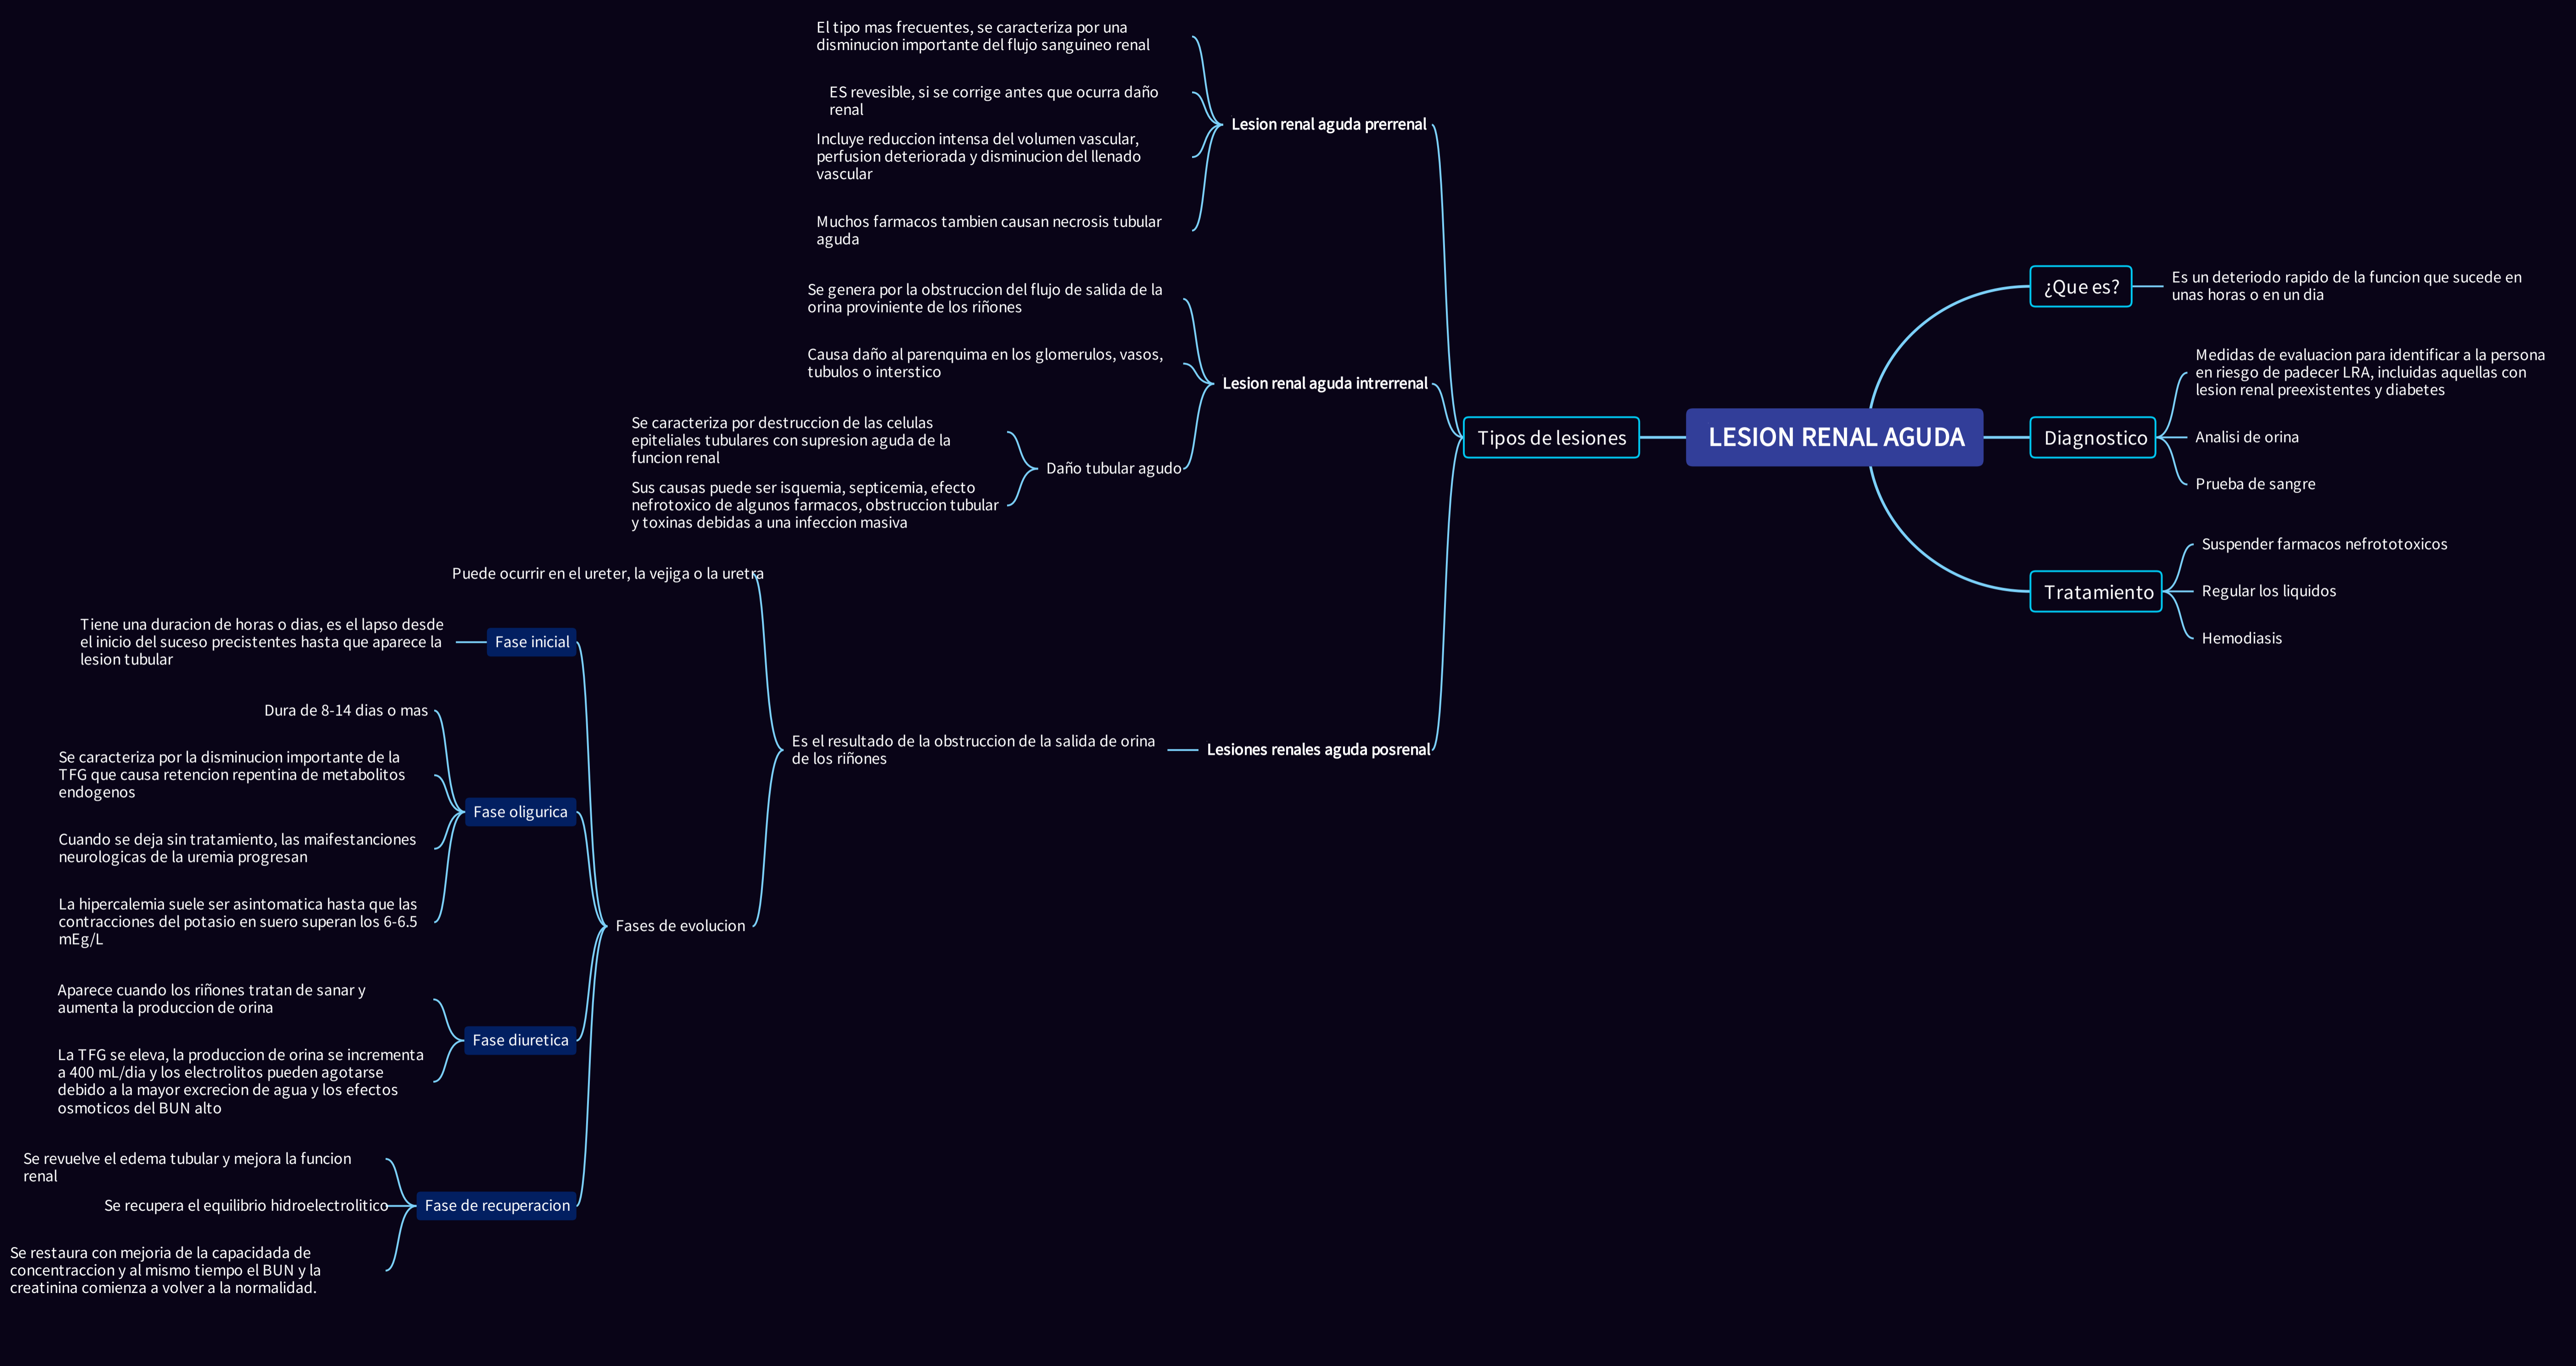 LESION RENAL AGUDA
¿Que es?
Es un deteriodo rapido de la funcion que sucede en
unas horas o en un dia
Diagnostico
Medidas de evaluacion para identificar a la persona
en riesgo de padecer LRA, incluidas aquellas con
lesion renal preexistentes y diabetes
Analisi de orina
Prueba de sangre
Tratamiento
Suspender farmacos nefrototoxicos
Regular los liquidos
Hemodiasis
Tipos de lesiones
Lesion renal aguda prerrenal
El tipo mas frecuentes, se caracteriza por una
disminucion importante del flujo sanguineo renal
ES revesible, si se corrige antes que ocurra daño
renal
Incluye reduccion intensa del volumen vascular,
perfusion deteriorada y disminucion del llenado
vascular
Muchos farmacos tambien causan necrosis tubular
aguda
Lesion renal aguda intrerrenal
Se genera por la obstruccion del flujo de salida de la
orina proviniente de los riñones
Causa daño al parenquima en los glomerulos, vasos,
tubulos o interstico
Daño tubular agudo
Se caracteriza por destruccion de las celulas
epiteliales tubulares con supresion aguda de la
funcion renal
Sus causas puede ser isquemia, septicemia, efecto
nefrotoxico de algunos farmacos, obstruccion tubular
y toxinas debidas a una infeccion masiva
Lesiones renales aguda posrenal
Es el resultado de la obstruccion de la salida de orina
de los riñones
Puede ocurrir en el ureter, la vejiga o la uretra
Fases de evolucion
Fase inicial
Tiene una duracion de horas o dias, es el lapso desde
el inicio del suceso precistentes hasta que aparece la
lesion tubular
Fase oligurica
Dura de 8-14 dias o mas
Se caracteriza por la disminucion importante de la
TFG que causa retencion repentina de metabolitos
endogenos
Cuando se deja sin tratamiento, las maifestanciones
neurologicas de la uremia progresan
La hipercalemia suele ser asintomatica hasta que las
contracciones del potasio en suero superan los 6-6.5
mEg/L
Fase diuretica
Aparece cuando los riñones tratan de sanar y
aumenta la produccion de orina
La TFG se eleva, la produccion de orina se incrementa
a 400 mL/dia y los electrolitos pueden agotarse
debido a la mayor excrecion de agua y los efectos
osmoticos del BUN alto
Fase de recuperacion
Se revuelve el edema tubular y mejora la funcion
renal
Se recupera el equilibrio hidroelectrolitico
Se restaura con mejoria de la capacidada de
concentraccion y al mismo tiempo el BUN y la
creatinina comienza a volver a la normalidad.